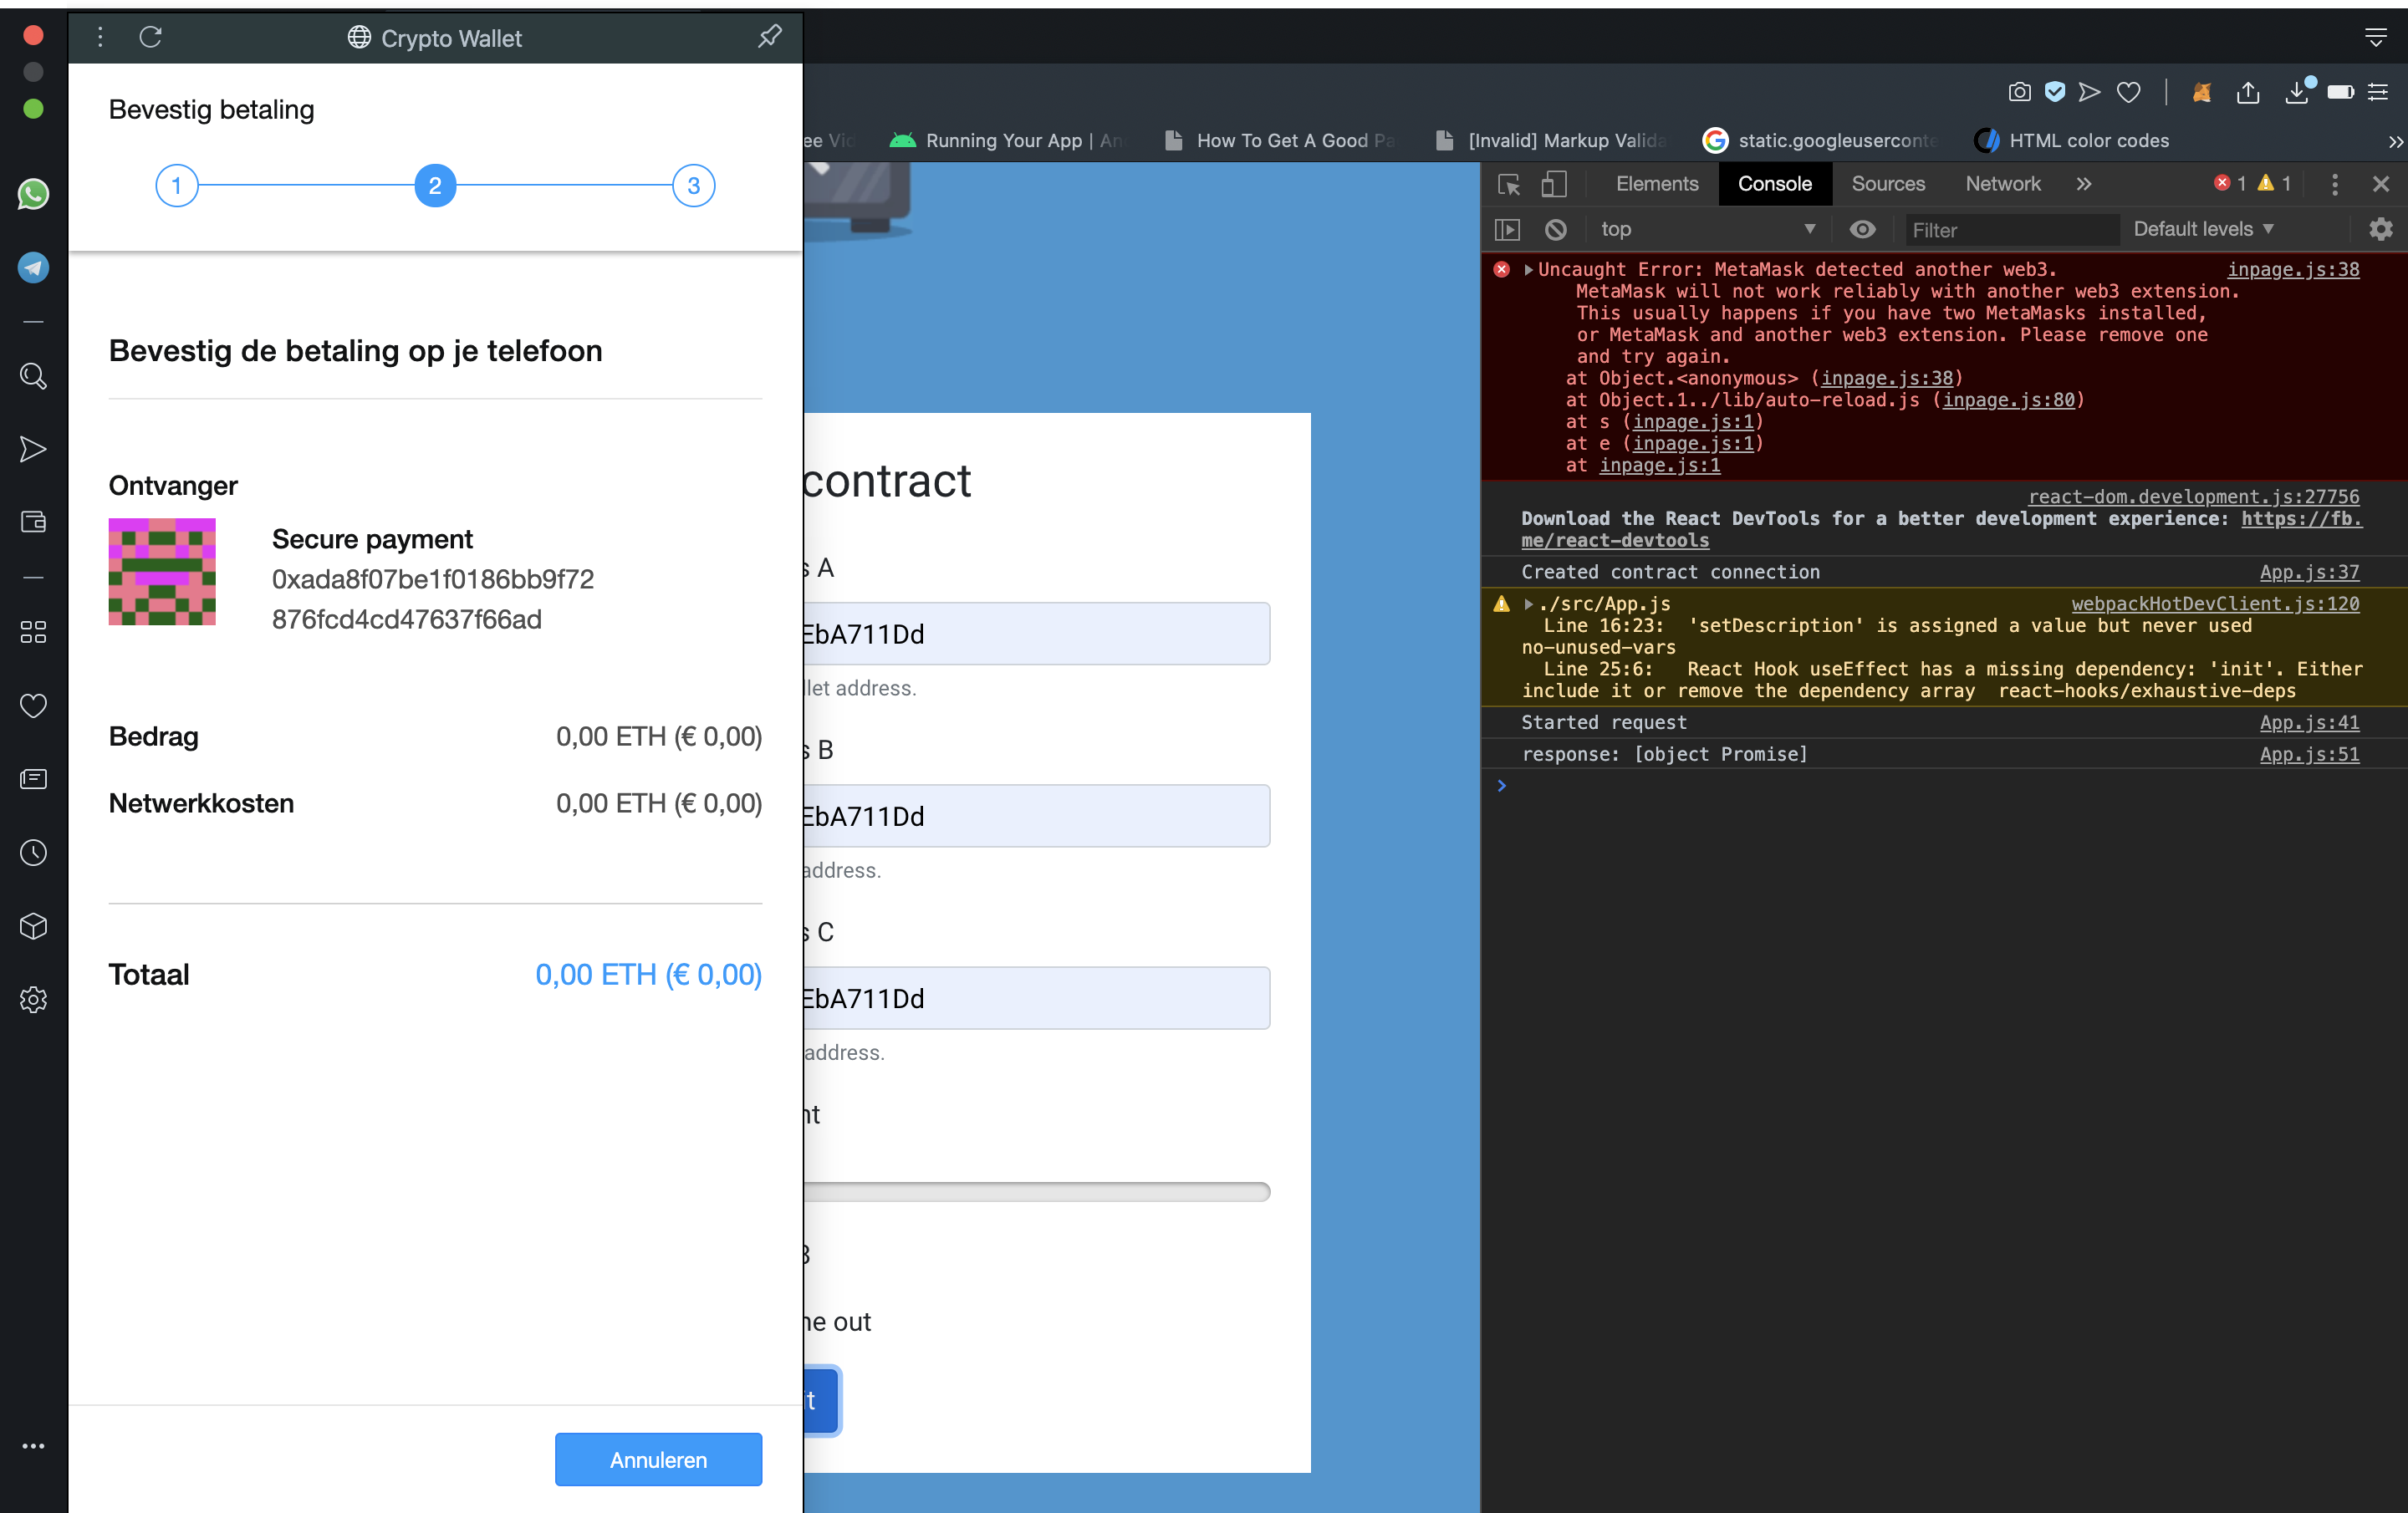 Crypto Wallet
Bevestig betaling
1
2
3
Bevestig de betaling op je telefoon
Ontvanger
Secure payment
0xada8f07be1f0186bb9f72
876fcd4cd47637f66ad
Bedrag 0,00 ETH (€ 0,00)
Netwerkkosten 0,00 ETH (€ 0,00)
Totaal 0,00 ETH (€ 0,00)
Annuleren
Running Your App | An
How To Get A Good Pa
[Invalid] Markup Valida
static.googleuserconte
HTML color codes
contract
s A
EbA711Dd
llet address.
s B
EbA711Dd
address.
s C
EbA711Dd
address.
nt
B
ne out
it
Elements Console Sources Network 1 1
top Filter Default levels
Uncaught Error: MetaMask detected another web3. inpage.js:38
MetaMask will not work reliably with another web3 extension.
This usually happens if you have two MetaMasks installed,
or MetaMask and another web3 extension. Please remove one
and try again.
at Object.<anonymous> (inpage.js:38)
at Object.1../lib/auto-reload.js (inpage.js:80)
at s (inpage.js:1)
at e (inpage.js:1)
at inpage.js:1
react-dom.development.js:27756
Download the React DevTools for a better development experience: https://fb.
me/react-devtools
Created contract connection App.js:37
./src/App.js webpackHotDevClient.js:120
Line 16:23: 'setDescription' is assigned a value but never used
no-unused-vars
Line 25:6: React Hook useEffect has a missing dependency: 'init'. Either
include it or remove the dependency array react-hooks/exhaustive-deps
Started request App.js:41
response: [object Promise] App.js:51